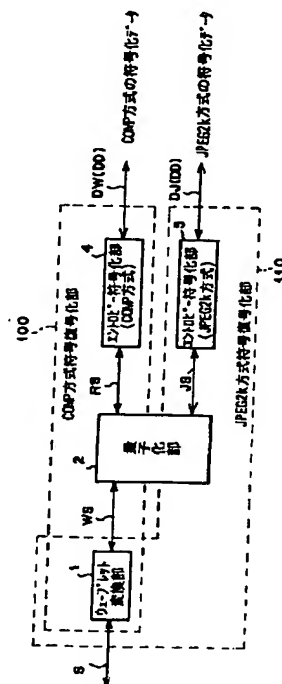 100
COMP方式符号復号化部
S
1
ウェーブレット
変換部
WS
2
量子化部
RS
4
エントロピー符号化部
(COMP方式)
DW(DD)
COMP方式の符号化データ
JS
5
エントロピー符号化部
(JPEG2k方式)
DJ(DD)
JPEG2k方式の符号化データ
JPEG2k方式符号復号化部
110